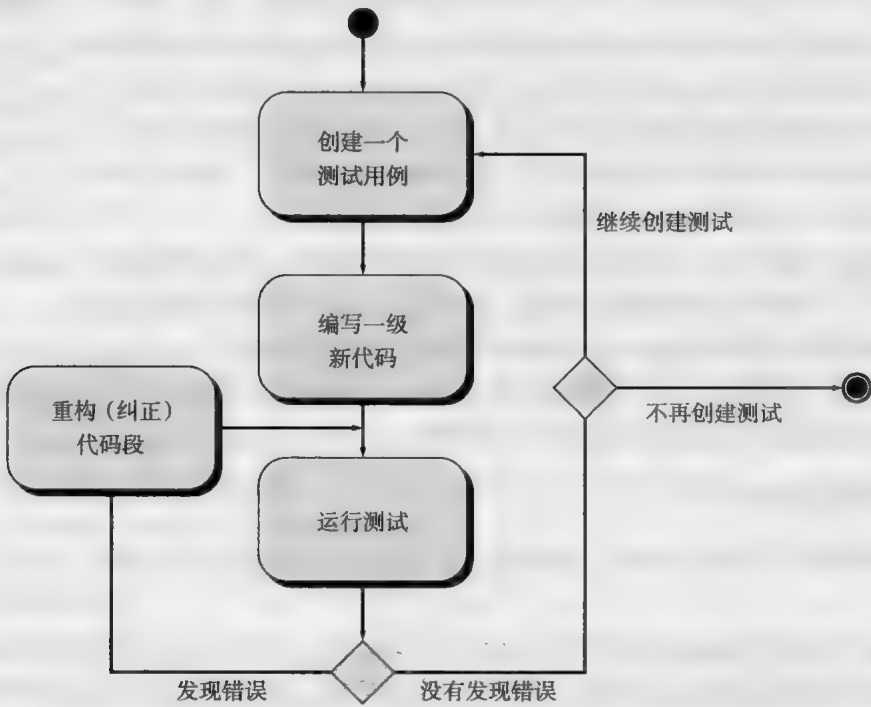 创建一个
测试用例
继续创建测试
编写一级
新代码
重构（纠正）
代码段
不再创建测试
运行测试
发现错误
没有发现错误